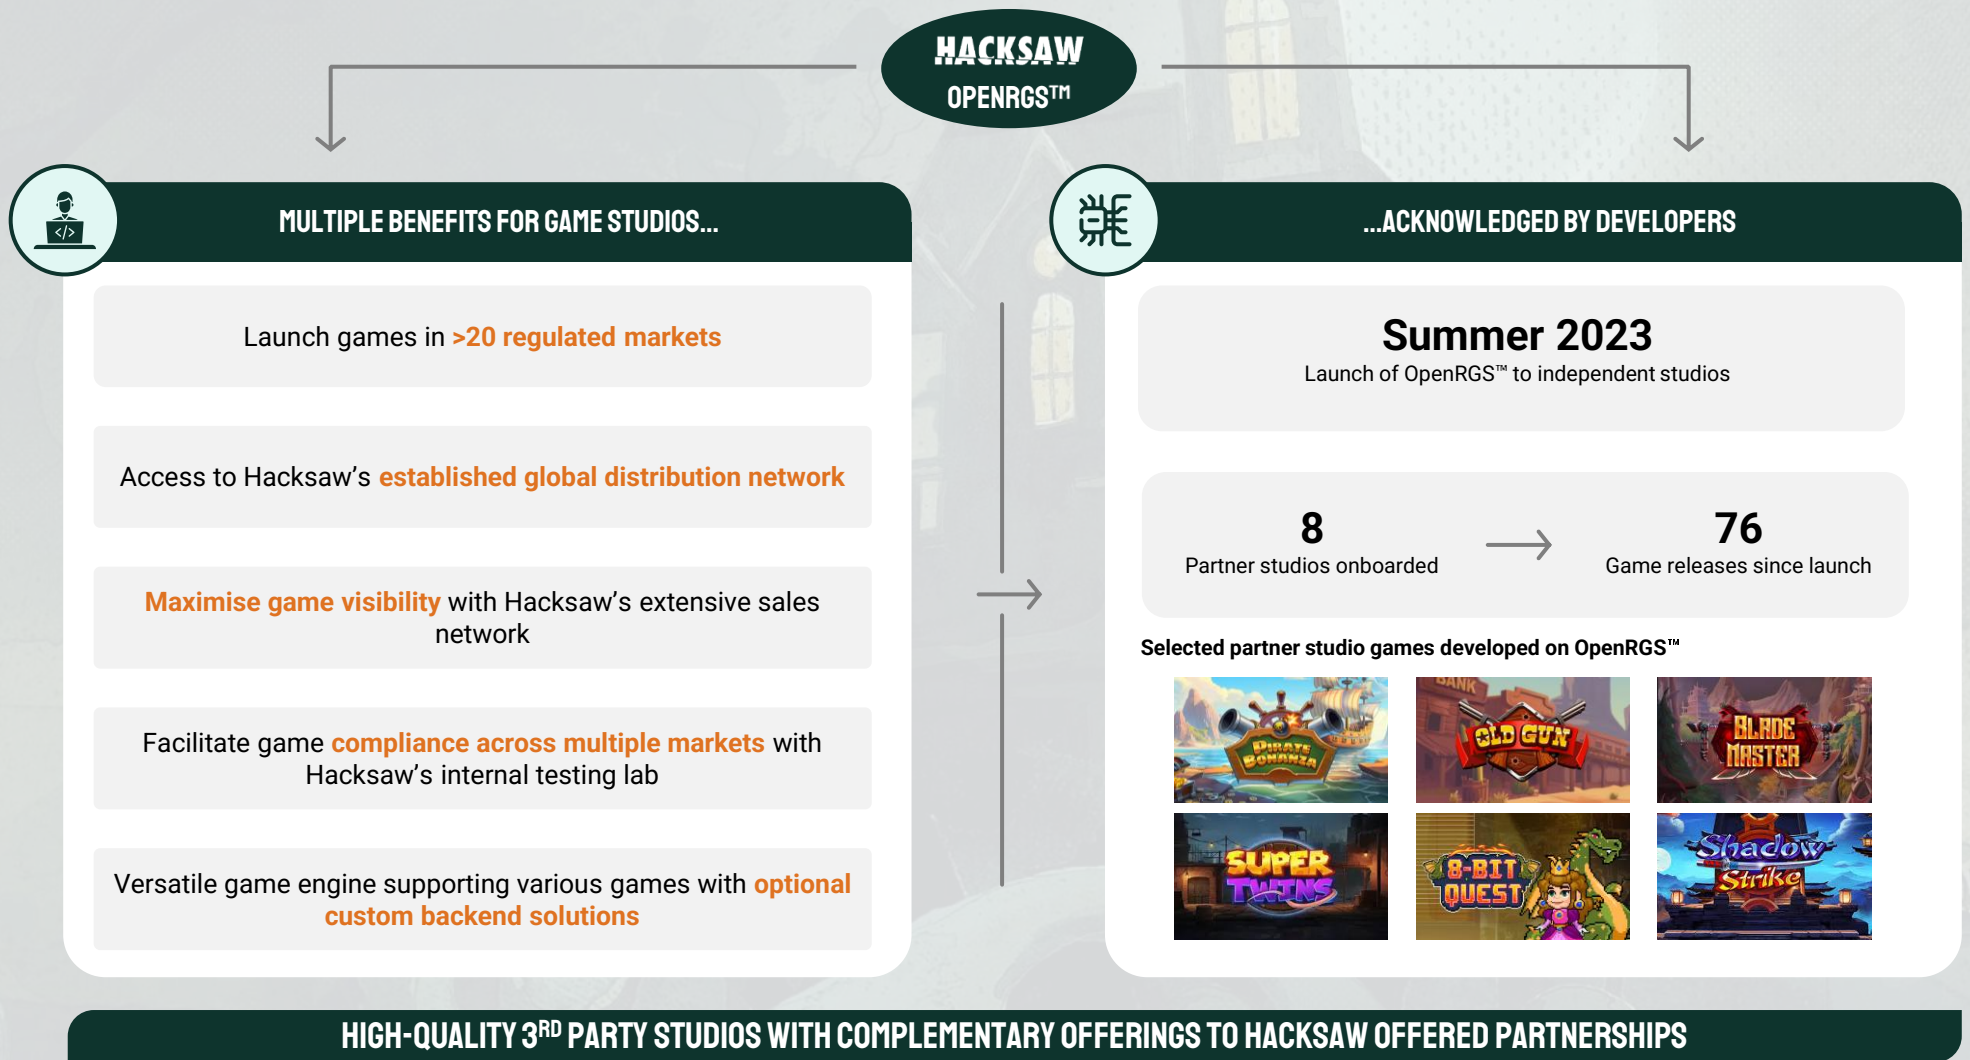 HACKSAW
OPENRGS™
MULTIPLE BENEFITS FOR GAME STUDIOS...
Launch games in >20 regulated markets
Access to Hacksaw’s established global distribution network
Maximise game visibility with Hacksaw’s extensive sales
network
Facilitate game compliance across multiple markets with
Hacksaw’s internal testing lab
Versatile game engine supporting various games with optional
custom backend solutions
...ACKNOWLEDGED BY DEVELOPERS
Summer 2023
Launch of OpenRGS™ to independent studios
8
Partner studios onboarded
76
Game releases since launch
Selected partner studio games developed on OpenRGS™
PIRATE
BONANZA
BANK
OLD GUN
BLADE
MASTER
SUPER
TWINS
8-BIT
QUEST
Shadow
Strike
HIGH-QUALITY 3RD PARTY STUDIOS WITH COMPLEMENTARY OFFERINGS TO HACKSAW OFFERED PARTNERSHIPS